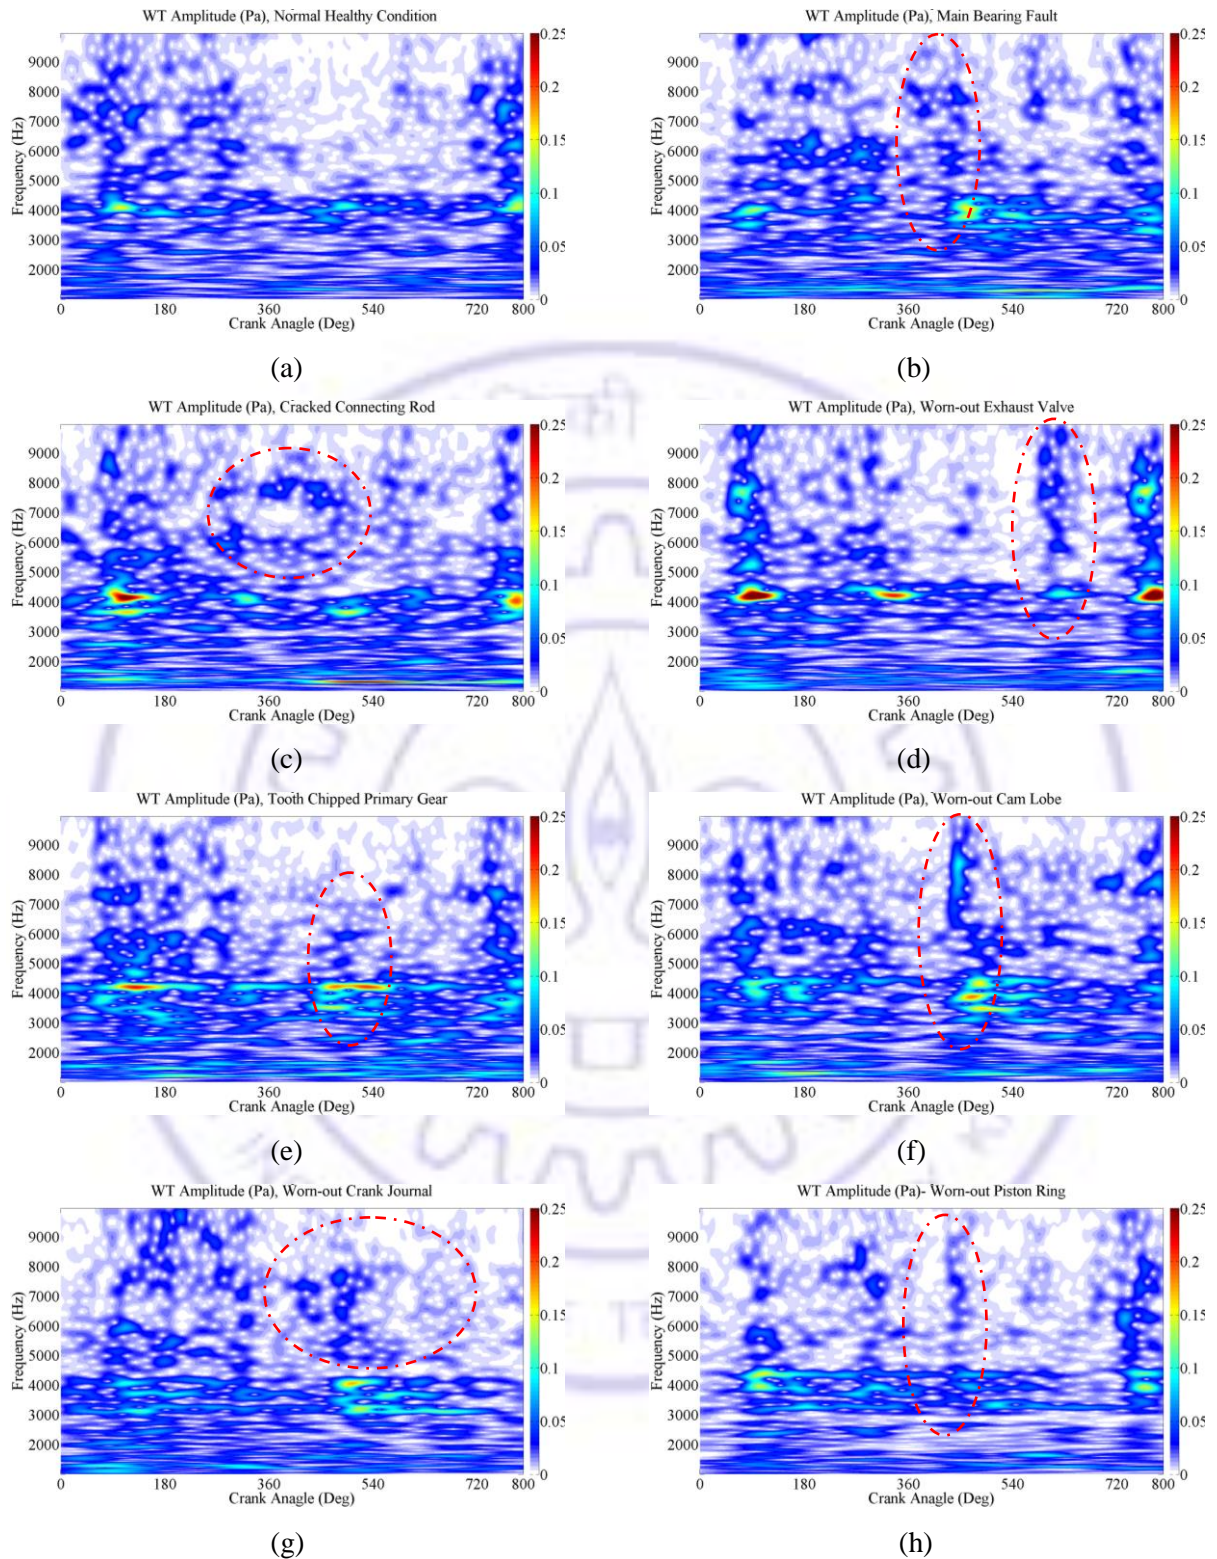 WT Amplitude (Pa), Normal Healthy Condition
Frequency (Hz)
9000
8000
7000
6000
5000
4000
3000
2000
0 180 360 540 720 800
Crank Anagle (Deg)
0.25
0.2
0.15
0.1
0.05
0
(a)
WT Amplitude (Pa), Main Bearing Fault
Frequency (Hz)
9000
8000
7000
6000
5000
4000
3000
2000
0 180 360 540 720 800
Crank Anagle (Deg)
0.25
0.2
0.15
0.1
0.05
0
(b)
WT Amplitude (Pa), Cracked Connecting Rod
Frequency (Hz)
9000
8000
7000
6000
5000
4000
3000
2000
0 180 360 540 720 800
Crank Anagle (Deg)
0.25
0.2
0.15
0.1
0.05
0
(c)
WT Amplitude (Pa), Worn-out Exhaust Valve
Frequency (Hz)
9000
8000
7000
6000
5000
4000
3000
2000
0 180 360 540 720 800
Crank Anagle (Deg)
0.25
0.2
0.15
0.1
0.05
0
(d)
WT Amplitude (Pa), Tooth Chipped Primary Gear
Frequency (Hz)
9000
8000
7000
6000
5000
4000
3000
2000
0 180 360 540 720 800
Crank Anagle (Deg)
0.25
0.2
0.15
0.1
0.05
0
(e)
WT Amplitude (Pa), Worn-out Cam Lobe
Frequency (Hz)
9000
8000
7000
6000
5000
4000
3000
2000
0 180 360 540 720 800
Crank Anagle (Deg)
0.25
0.2
0.15
0.1
0.05
0
(f)
WT Amplitude (Pa), Worn-out Crank Journal
Frequency (Hz)
9000
8000
7000
6000
5000
4000
3000
2000
0 180 360 540 720 800
Crank Anagle (Deg)
0.25
0.2
0.15
0.1
0.05
0
(g)
WT Amplitude (Pa)- Worn-out Piston Ring
Frequency (Hz)
9000
8000
7000
6000
5000
4000
3000
2000
0 180 360 540 720 800
Crank Anagle (Deg)
0.25
0.2
0.15
0.1
0.05
0
(h)